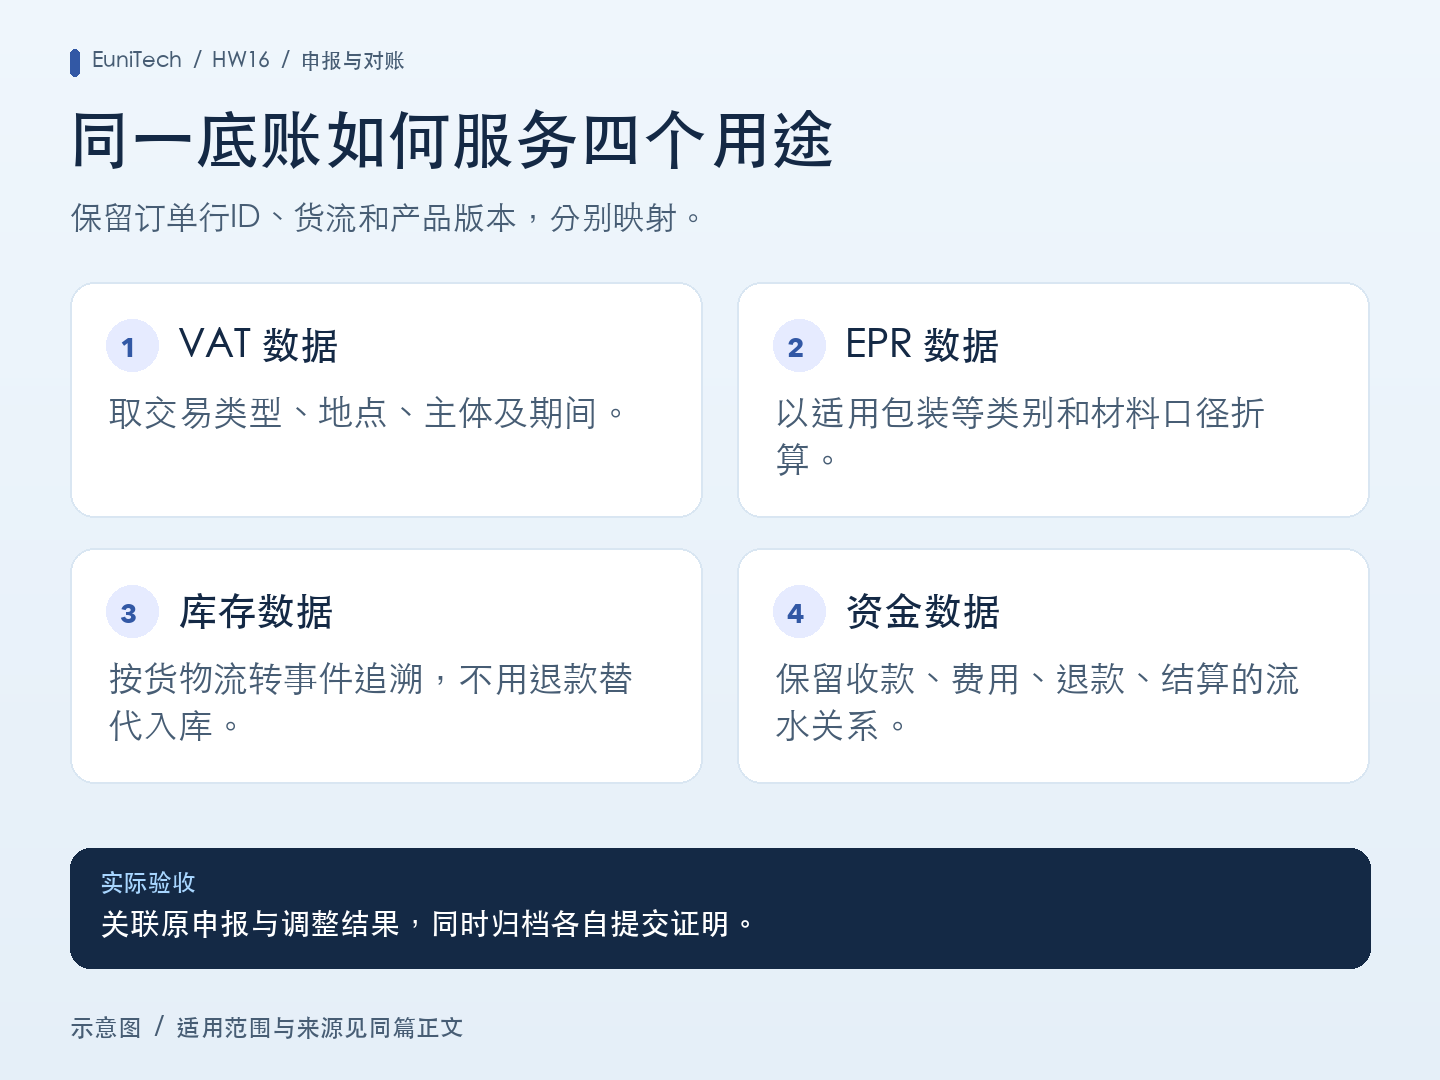 EuniTech / HW16 / 申报与对账
同一底账如何服务四个用途
保留订单行ID、货流和产品版本，分别映射。
1 VAT 数据
取交易类型、地点、主体及期间。
2 EPR 数据
以适用包装等类别和材料口径折
算。
3 库存数据
按货物流转事件追溯，不用退款替
代入库。
4 资金数据
保留收款、费用、退款、结算的流
水关系。
实际验收
关联原申报与调整结果，同时归档各自提交证明。
示意图 / 适用范围与来源见同篇正文